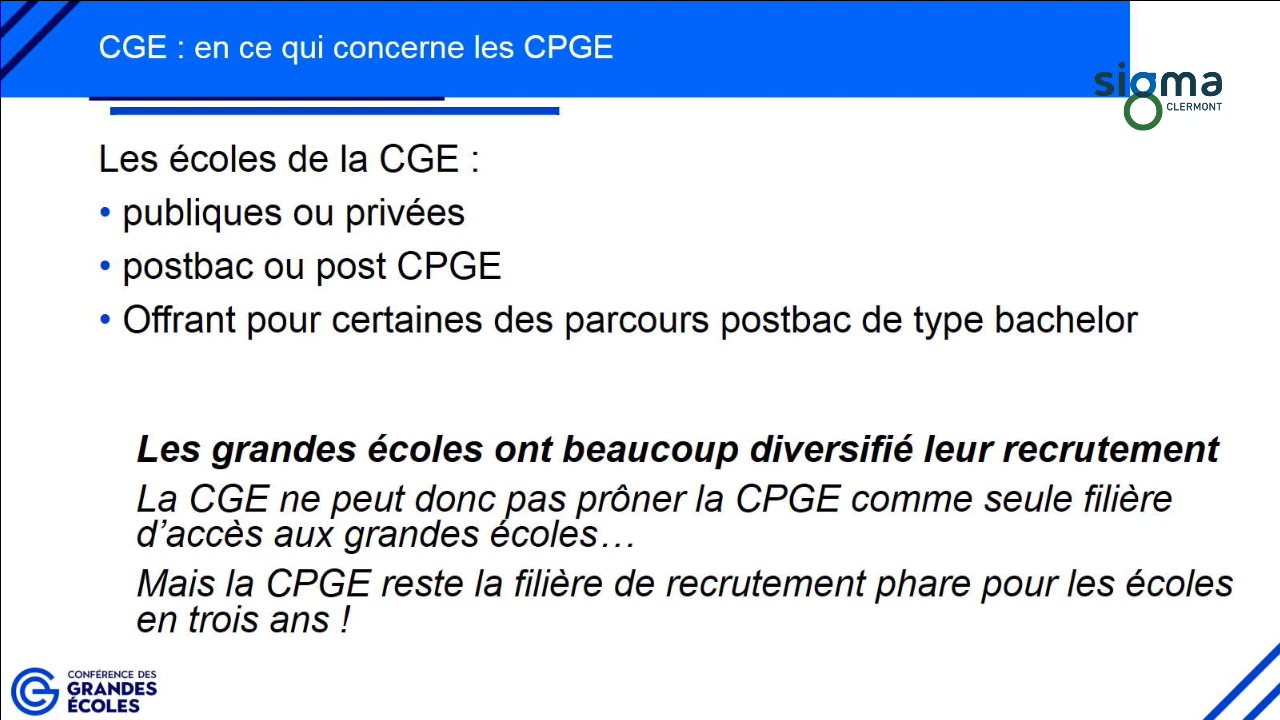 CGE : en ce qui concerne les CPGE
sigma
CLERMONT
Les écoles de la CGE :
• publiques ou privées
• postbac ou post CPGE
• Offrant pour certaines des parcours postbac de type bachelor
Les grandes écoles ont beaucoup diversifié leur recrutement
La CGE ne peut donc pas prôner la CPGE comme seule filière
d’accès aux grandes écoles…
Mais la CPGE reste la filière de recrutement phare pour les écoles
en trois ans !
CONFÉRENCE DES
GRANDES
ÉCOLES